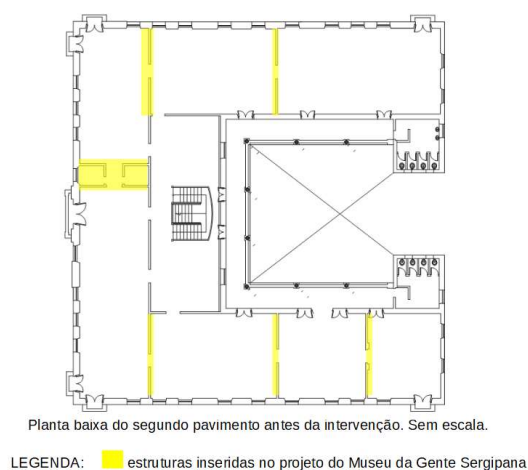 Planta baixa do segundo pavimento antes da intervenção. Sem escala.
LEGENDA: estruturas inseridas no projeto do Museu da Gente Sergipana